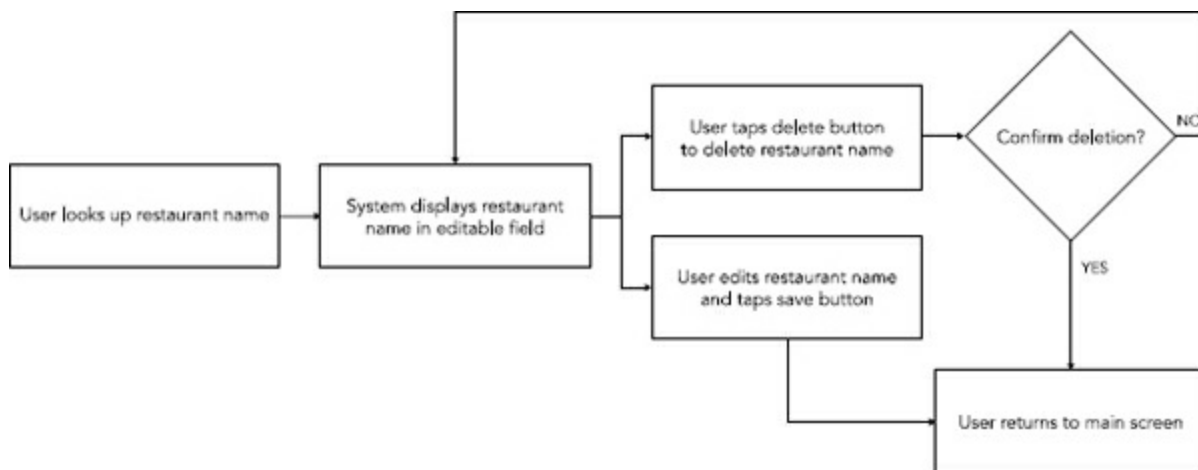 User looks up restaurant name
System displays restaurant
name in editable field
User taps delete button
to delete restaurant name
User edits restaurant name
and taps save button
Confirm deletion?
NO
YES
User returns to main screen